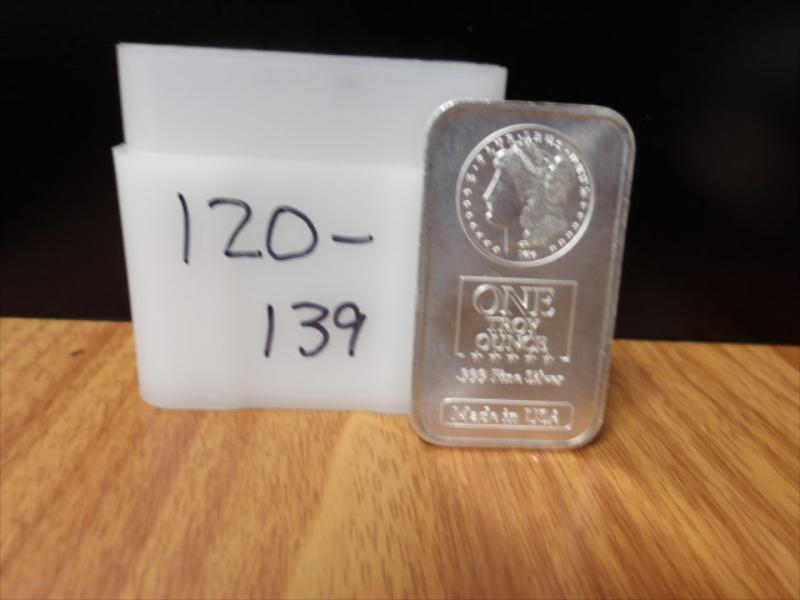 120-
139
ONE
TROY
OUNCE
.999 Fine Silver
Made in USA